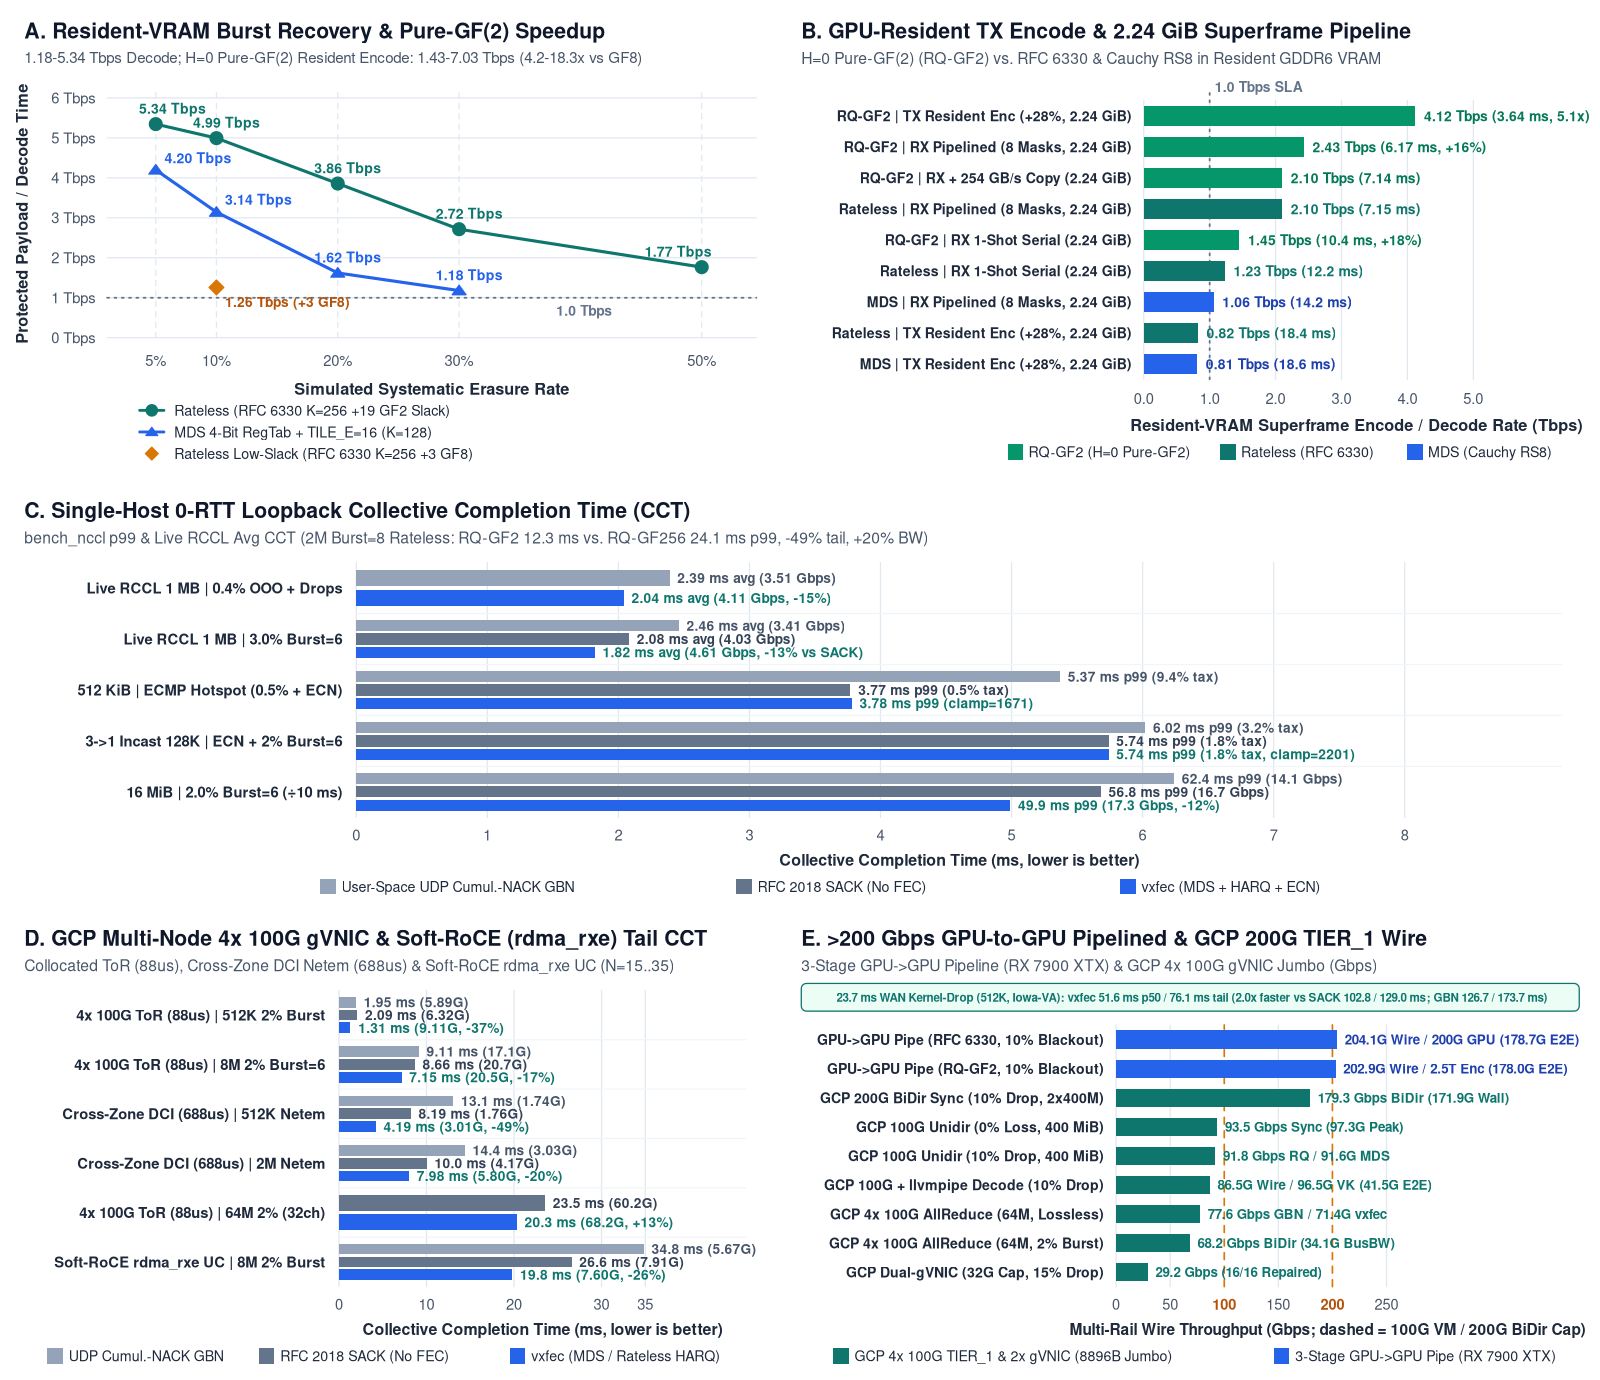 A. Resident-VRAM Burst Recovery & Pure-GF(2) Speedup
1.18-5.34 Tbps Decode; H=0 Pure-GF(2) Resident Encode: 1.43-7.03 Tbps (4.2-18.3x vs GF8)
Protected Payload / Decode Time
6 Tbps
5 Tbps
4 Tbps
3 Tbps
2 Tbps
1 Tbps
0 Tbps
5.34 Tbps
4.99 Tbps
4.20 Tbps
3.86 Tbps
3.14 Tbps
2.72 Tbps
1.77 Tbps
1.62 Tbps
1.18 Tbps
1.26 Tbps (+3 GF8)
1.0 Tbps
5%
10%
20%
30%
50%
Simulated Systematic Erasure Rate
Rateless (RFC 6330 K=256 +19 GF2 Slack)
MDS 4-Bit RegTab + TILE_E=16 (K=128)
Rateless Low-Slack (RFC 6330 K=256 +3 GF8)
B. GPU-Resident TX Encode & 2.24 GiB Superframe Pipeline
H=0 Pure-GF(2) (RQ-GF2) vs. RFC 6330 & Cauchy RS8 in Resident GDDR6 VRAM
1.0 Tbps SLA
RQ-GF2 | TX Resident Enc (+28%, 2.24 GiB)
4.12 Tbps (3.64 ms, 5.1x)
RQ-GF2 | RX Pipelined (8 Masks, 2.24 GiB)
2.43 Tbps (6.17 ms, +16%)
RQ-GF2 | RX + 254 GB/s Copy (2.24 GiB)
2.10 Tbps (7.14 ms)
Rateless | RX Pipelined (8 Masks, 2.24 GiB)
2.10 Tbps (7.15 ms)
RQ-GF2 | RX 1-Shot Serial (2.24 GiB)
1.45 Tbps (10.4 ms, +18%)
Rateless | RX 1-Shot Serial (2.24 GiB)
1.23 Tbps (12.2 ms)
MDS | RX Pipelined (8 Masks, 2.24 GiB)
1.06 Tbps (14.2 ms)
Rateless | TX Resident Enc (+28%, 2.24 GiB)
0.82 Tbps (18.4 ms)
MDS | TX Resident Enc (+28%, 2.24 GiB)
0.81 Tbps (18.6 ms)
0.0
1.0
2.0
3.0
4.0
5.0
Resident-VRAM Superframe Encode / Decode Rate (Tbps)
RQ-GF2 (H=0 Pure-GF2)
Rateless (RFC 6330)
MDS (Cauchy RS8)
C. Single-Host 0-RTT Loopback Collective Completion Time (CCT)
bench_nccl p99 & Live RCCL Avg CCT (2M Burst=8 Rateless: RQ-GF2 12.3 ms vs. RQ-GF256 24.1 ms p99, -49% tail, +20% BW)
Live RCCL 1 MB | 0.4% OOO + Drops
2.39 ms avg (3.51 Gbps)
2.04 ms avg (4.11 Gbps, -15%)
Live RCCL 1 MB | 3.0% Burst=6
2.46 ms avg (3.41 Gbps)
2.08 ms avg (4.03 Gbps)
1.82 ms avg (4.61 Gbps, -13% vs SACK)
512 KiB | ECMP Hotspot (0.5% + ECN)
5.37 ms p99 (9.4% tax)
3.77 ms p99 (0.5% tax)
3.78 ms p99 (clamp=1671)
3->1 Incast 128K | ECN + 2% Burst=6
6.02 ms p99 (3.2% tax)
5.74 ms p99 (1.8% tax)
5.74 ms p99 (1.8% tax, clamp=2201)
16 MiB | 2.0% Burst=6 (÷10 ms)
62.4 ms p99 (14.1 Gbps)
56.8 ms p99 (16.7 Gbps)
49.9 ms p99 (17.3 Gbps, -12%)
0
1
2
3
4
5
6
7
8
Collective Completion Time (ms, lower is better)
User-Space UDP Cumul.-NACK GBN
RFC 2018 SACK (No FEC)
vxfec (MDS + HARQ + ECN)
D. GCP Multi-Node 4x 100G gVNIC & Soft-RoCE (rdma_rxe) Tail CCT
Collocated ToR (88us), Cross-Zone DCI Netem (688us) & Soft-RoCE rdma_rxe UC (N=15..35)
4x 100G ToR (88us) | 512K 2% Burst
1.95 ms (5.89G)
2.09 ms (6.32G)
1.31 ms (9.11G, -37%)
4x 100G ToR (88us) | 8M 2% Burst=6
9.11 ms (17.1G)
8.66 ms (20.7G)
7.15 ms (20.5G, -17%)
Cross-Zone DCI (688us) | 512K Netem
13.1 ms (1.74G)
8.19 ms (1.76G)
4.19 ms (3.01G, -49%)
Cross-Zone DCI (688us) | 2M Netem
14.4 ms (3.03G)
10.0 ms (4.17G)
7.98 ms (5.80G, -20%)
4x 100G ToR (88us) | 64M 2% (32ch)
23.5 ms (60.2G)
20.3 ms (68.2G, +13%)
Soft-RoCE rdma_rxe UC | 8M 2% Burst
34.8 ms (5.67G)
26.6 ms (7.91G)
19.8 ms (7.60G, -26%)
0
10
20
30
35
Collective Completion Time (ms, lower is better)
UDP Cumul.-NACK GBN
RFC 2018 SACK (No FEC)
vxfec (MDS / Rateless HARQ)
E. >200 Gbps GPU-to-GPU Pipelined & GCP 200G TIER_1 Wire
3-Stage GPU->GPU Pipeline (RX 7900 XTX) & GCP 4x 100G gVNIC Jumbo (Gbps)
23.7 ms WAN Kernel-Drop (512K, Iowa-VA): vxfec 51.6 ms p50 / 76.1 ms tail (2.0x faster vs SACK 102.8 / 129.0 ms; GBN 126.7 / 173.7 ms)
GPU->GPU Pipe (RFC 6330, 10% Blackout)
204.1G Wire / 200G GPU (178.7G E2E)
GPU->GPU Pipe (RQ-GF2, 10% Blackout)
202.9G Wire / 2.5T Enc (178.0G E2E)
GCP 200G BiDir Sync (10% Drop, 2x400M)
179.3 Gbps BiDir (171.9G Wall)
GCP 100G Unidir (0% Loss, 400 MiB)
93.5 Gbps Sync (97.3G Peak)
GCP 100G Unidir (10% Drop, 400 MiB)
91.8 Gbps RQ / 91.6G MDS
GCP 100G + llvmpipe Decode (10% Drop)
86.5G Wire / 96.5G VK (41.5G E2E)
GCP 4x 100G AllReduce (64M, Lossless)
77.6 Gbps GBN / 71.4G vxfec
GCP 4x 100G AllReduce (64M, 2% Burst)
68.2 Gbps BiDir (34.1G BusBW)
GCP Dual-gVNIC (32G Cap, 15% Drop)
29.2 Gbps (16/16 Repaired)
0
50
100
150
200
250
Multi-Rail Wire Throughput (Gbps; dashed = 100G VM / 200G BiDir Cap)
GCP 4x 100G TIER_1 & 2x gVNIC (8896B Jumbo)
3-Stage GPU->GPU Pipe (RX 7900 XTX)